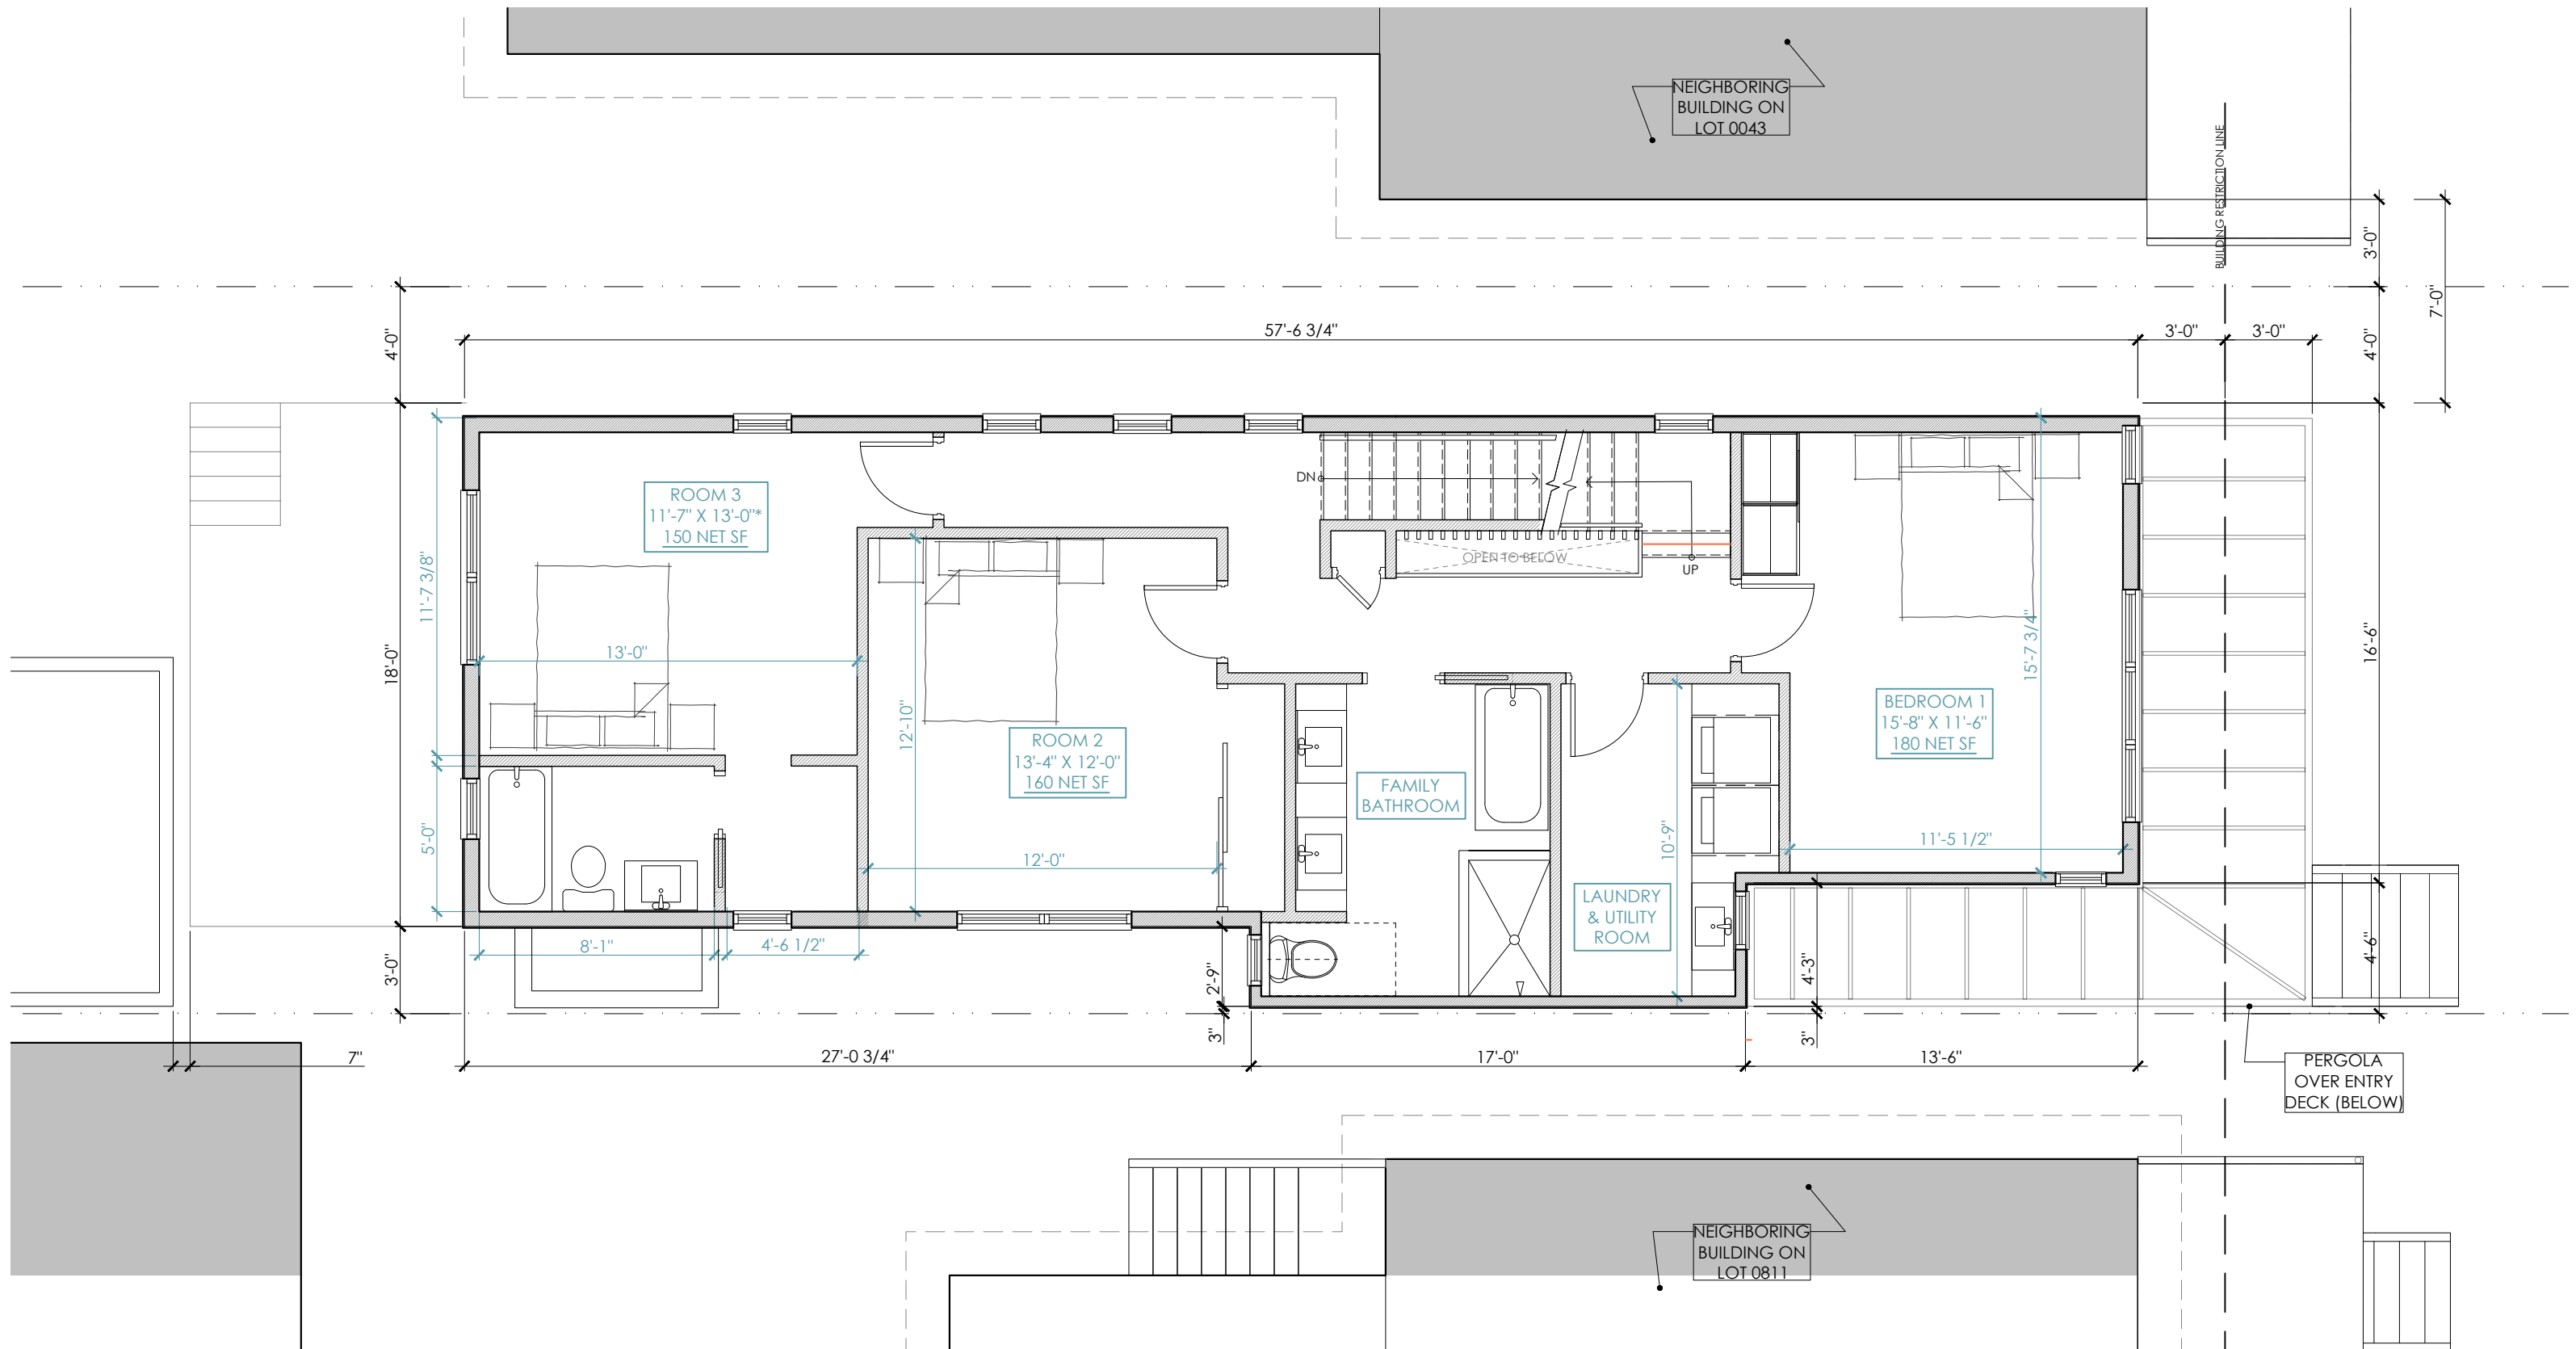 NEIGHBORING
BUILDING ON
LOT 0043
BUILDING RESTRICTION LINE
3'-0"
7'-0"
4'-0"
57'-6 3/4"
3'-0"
3'-0"
4'-0"
ROOM 3
11'-7" X 13'-0"*
150 NET SF
DN
OPEN TO BELOW
UP
11'-7 3/8"
18'-0"
13'-0"
12'-10"
15'-7 3/4"
16'-6"
BEDROOM 1
15'-8" X 11'-6"
180 NET SF
ROOM 2
13'-4" X 12'-0"
160 NET SF
FAMILY
BATHROOM
5'-0"
12'-0"
10'-9"
11'-5 1/2"
LAUNDRY
& UTILITY
ROOM
8'-1"
4'-6 1/2"
3'-0"
2'-9"
4'-3"
4'-6"
3"
3"
7"
27'-0 3/4"
17'-0"
13'-6"
PERGOLA
OVER ENTRY
DECK (BELOW)
NEIGHBORING
BUILDING ON
LOT 0811